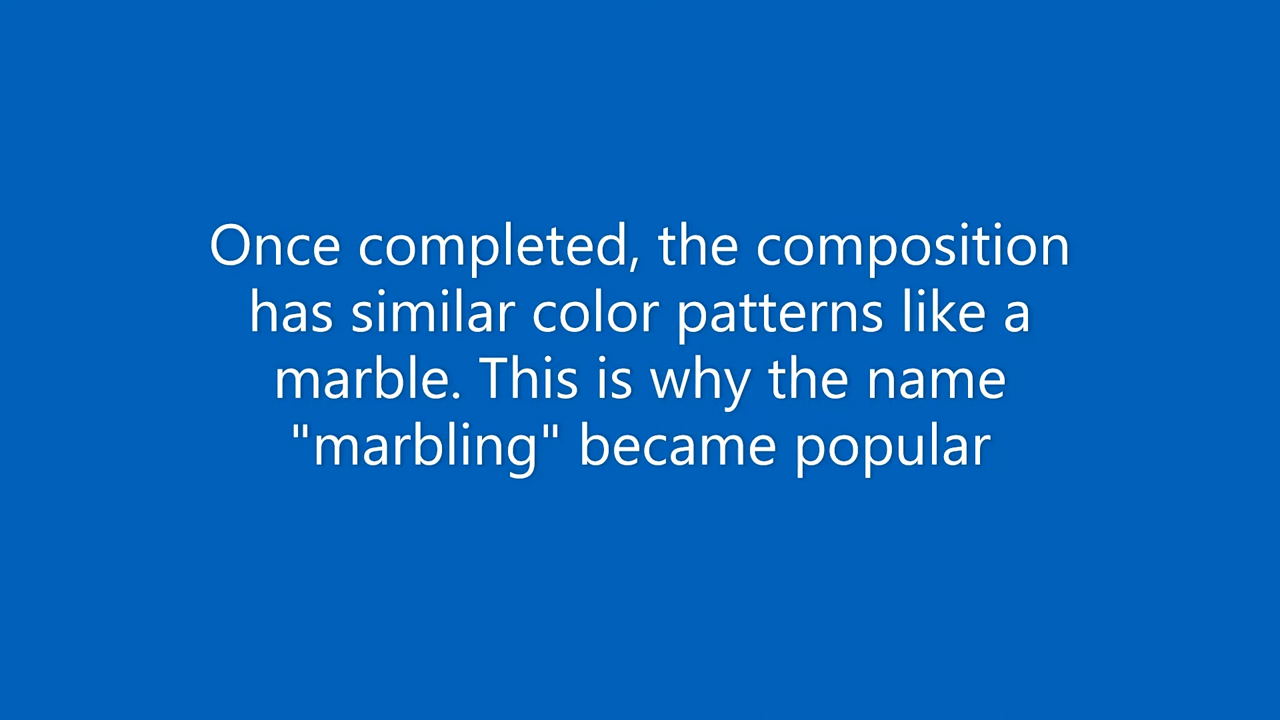 Once completed, the composition
has similar color patterns like a
marble. This is why the name
"marbling" became popular